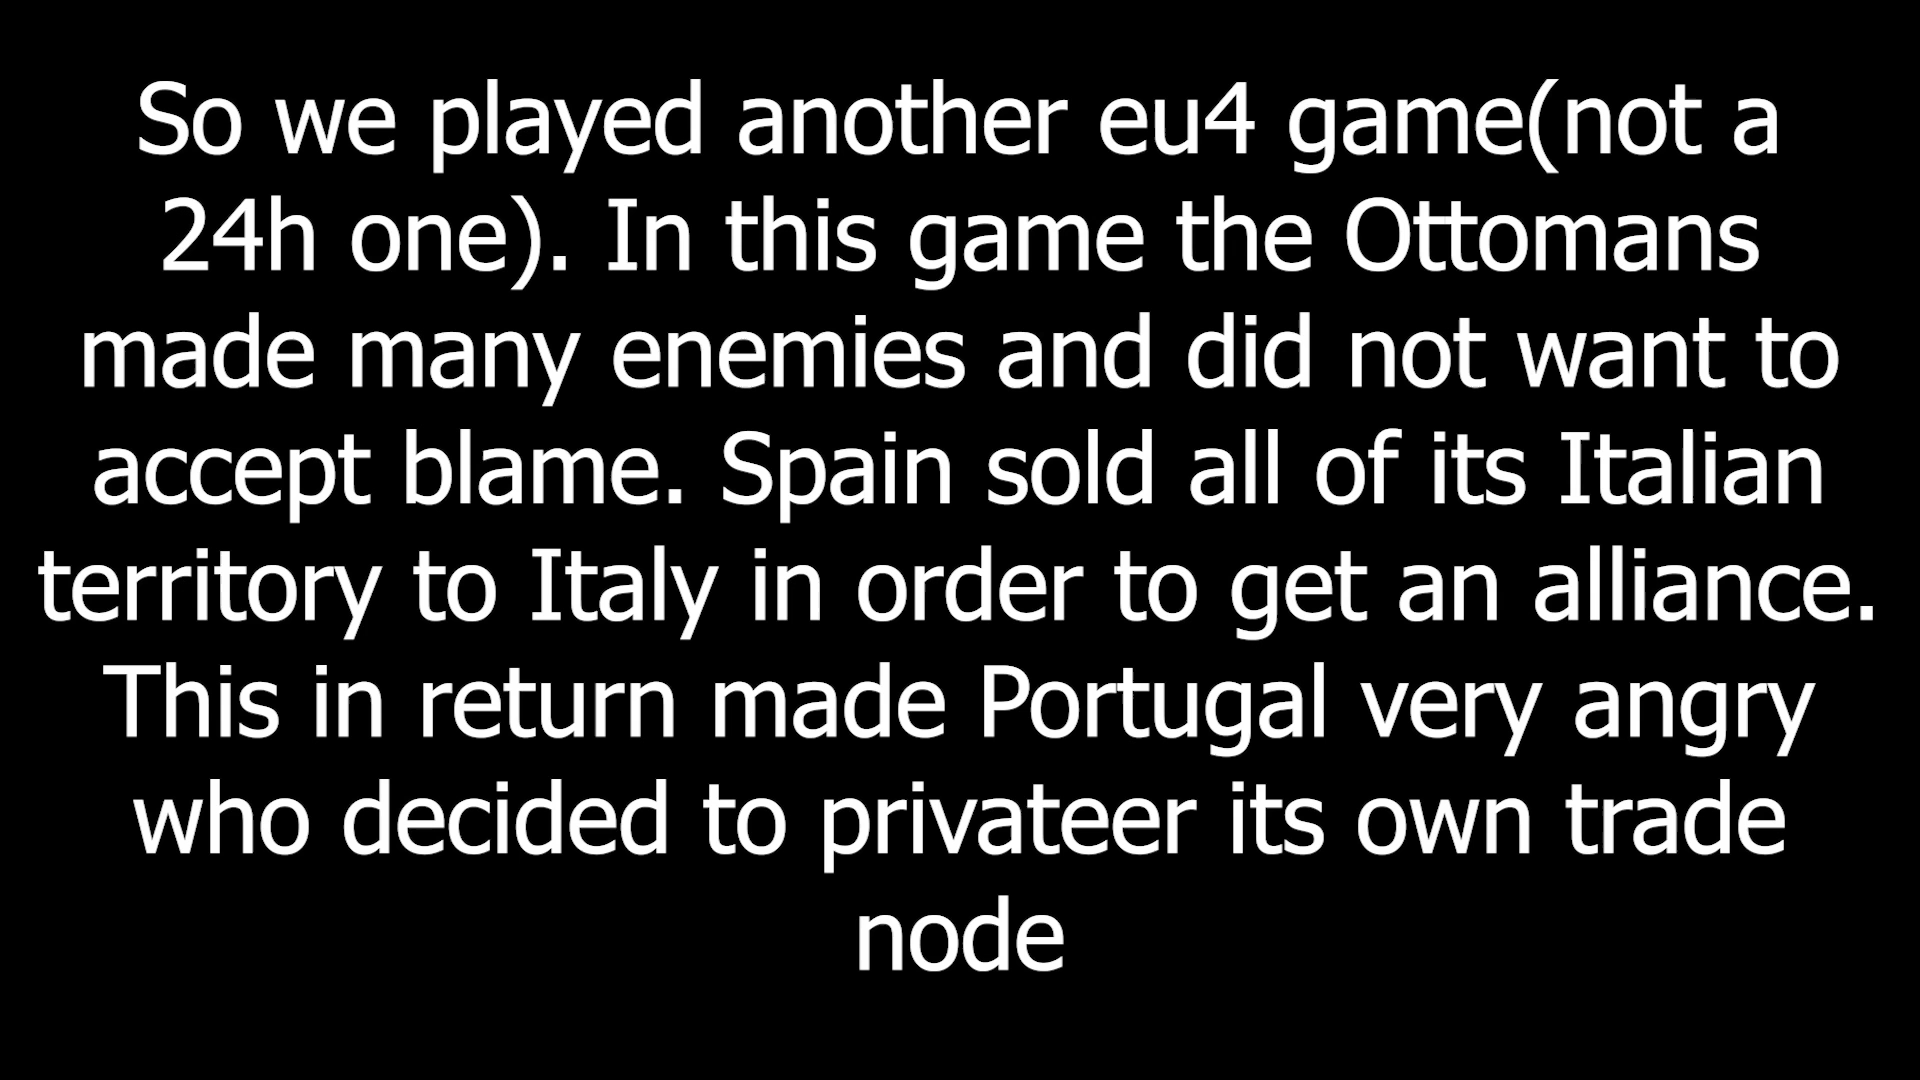 So we played another eu4 game(not a
24h one). In this game the Ottomans
made many enemies and did not want to
accept blame. Spain sold all of its Italian
territory to Italy in order to get an alliance.
This in return made Portugal very angry
who decided to privateer its own trade
node